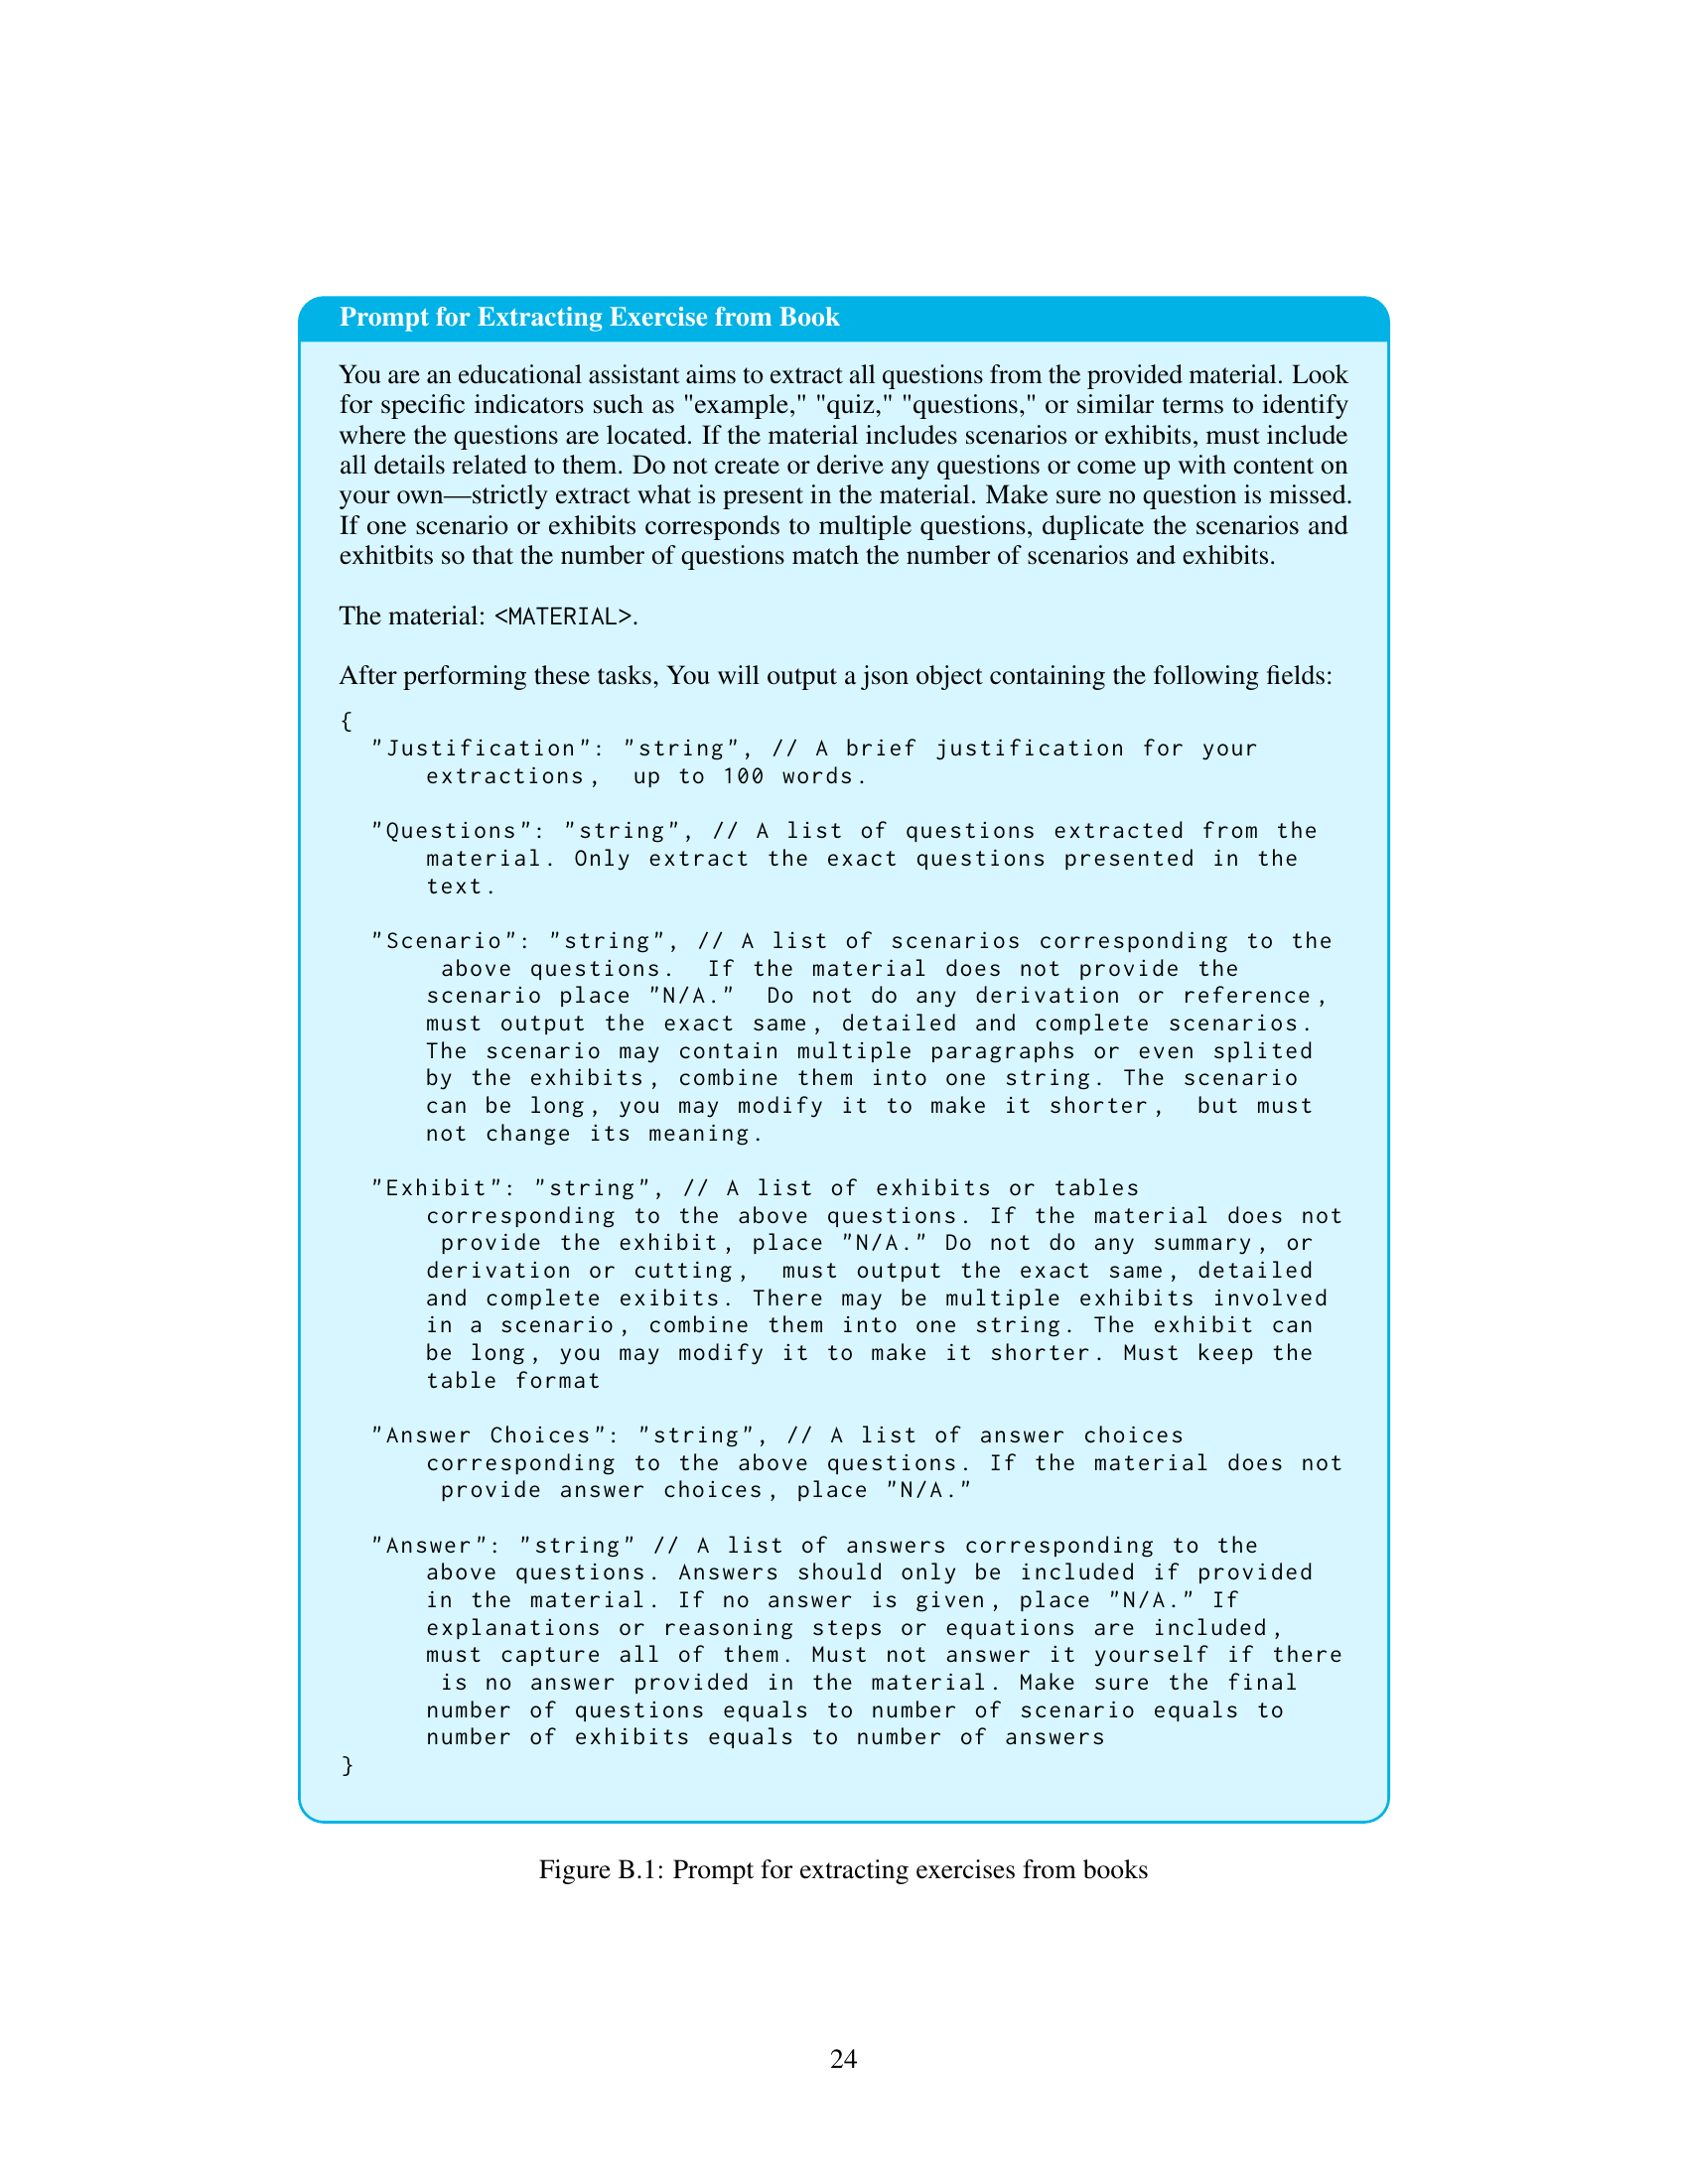 Prompt for Extracting Exercise from Book
You are an educational assistant aims to extract all questions from the provided material. Look
for specific indicators such as "example," "quiz," "questions," or similar terms to identify
where the questions are located. If the material includes scenarios or exhibits, must include
all details related to them. Do not create or derive any questions or come up with content on
your own—strictly extract what is present in the material. Make sure no question is missed.
If one scenario or exhibits corresponds to multiple questions, duplicate the scenarios and
exhitbits so that the number of questions match the number of scenarios and exhibits.
The material: <MATERIAL>.
After performing these tasks, You will output a json object containing the following fields:
{
"Justification": "string", // A brief justification for your
extractions, up to 100 words.
"Questions": "string", // A list of questions extracted from the
material. Only extract the exact questions presented in the
text.
"Scenario": "string", // A list of scenarios corresponding to the
above questions. If the material does not provide the
scenario place "N/A." Do not do any derivation or reference,
must output the exact same, detailed and complete scenarios.
The scenario may contain multiple paragraphs or even splited
by the exhibits, combine them into one string. The scenario
can be long, you may modify it to make it shorter, but must
not change its meaning.
"Exhibit": "string", // A list of exhibits or tables
corresponding to the above questions. If the material does not
provide the exhibit, place "N/A." Do not do any summary, or
derivation or cutting, must output the exact same, detailed
and complete exibits. There may be multiple exhibits involved
in a scenario, combine them into one string. The exhibit can
be long, you may modify it to make it shorter. Must keep the
table format
"Answer Choices": "string", // A list of answer choices
corresponding to the above questions. If the material does not
provide answer choices, place "N/A."
"Answer": "string" // A list of answers corresponding to the
above questions. Answers should only be included if provided
in the material. If no answer is given, place "N/A." If
explanations or reasoning steps or equations are included,
must capture all of them. Must not answer it yourself if there
is no answer provided in the material. Make sure the final
number of questions equals to number of scenario equals to
number of exhibits equals to number of answers
}
Figure B.1: Prompt for extracting exercises from books
24